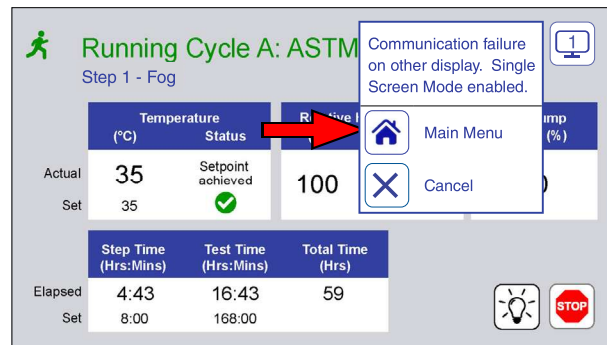 Running Cycle A: ASTM
Step 1 - Fog
Communication failure
on other display. Single
Screen Mode enabled.
Main Menu
Cancel
1
Temperature
(°C) Status
(%)
Actual 35 Setpoint
achieved
100
Set 35
Step Time Test Time Total Time
(Hrs:Mins) (Hrs:Mins) (Hrs)
Elapsed 4:43 16:43 59
Set 8:00 168:00
STOP